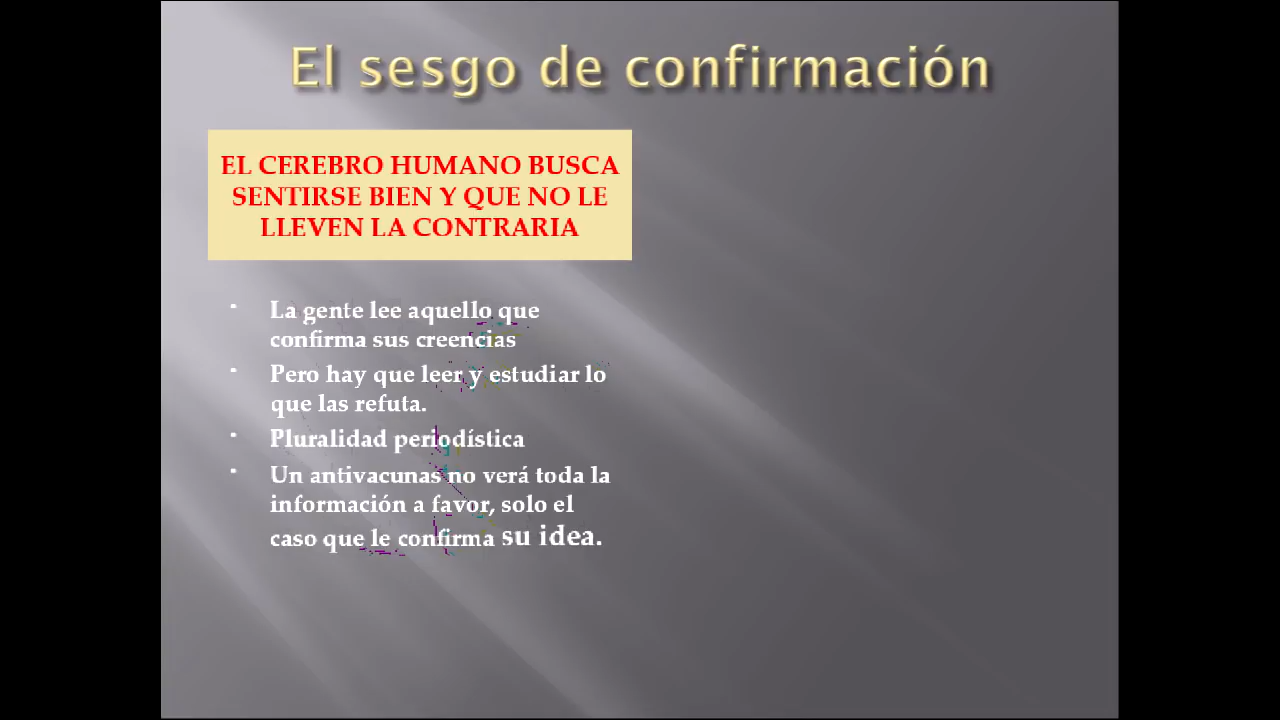 El sesgo de confirmación
EL CEREBRO HUMANO BUSCA
SENTIRSE BIEN Y QUE NO LE
LLEVEN LA CONTRARIA
La gente lee aquello que
confirma sus creencias
Pero hay que leer y estudiar lo
que las refuta.
Pluralidad periodística
Un antivacunas no verá toda la
información a favor, solo el
caso que le confirma su idea.